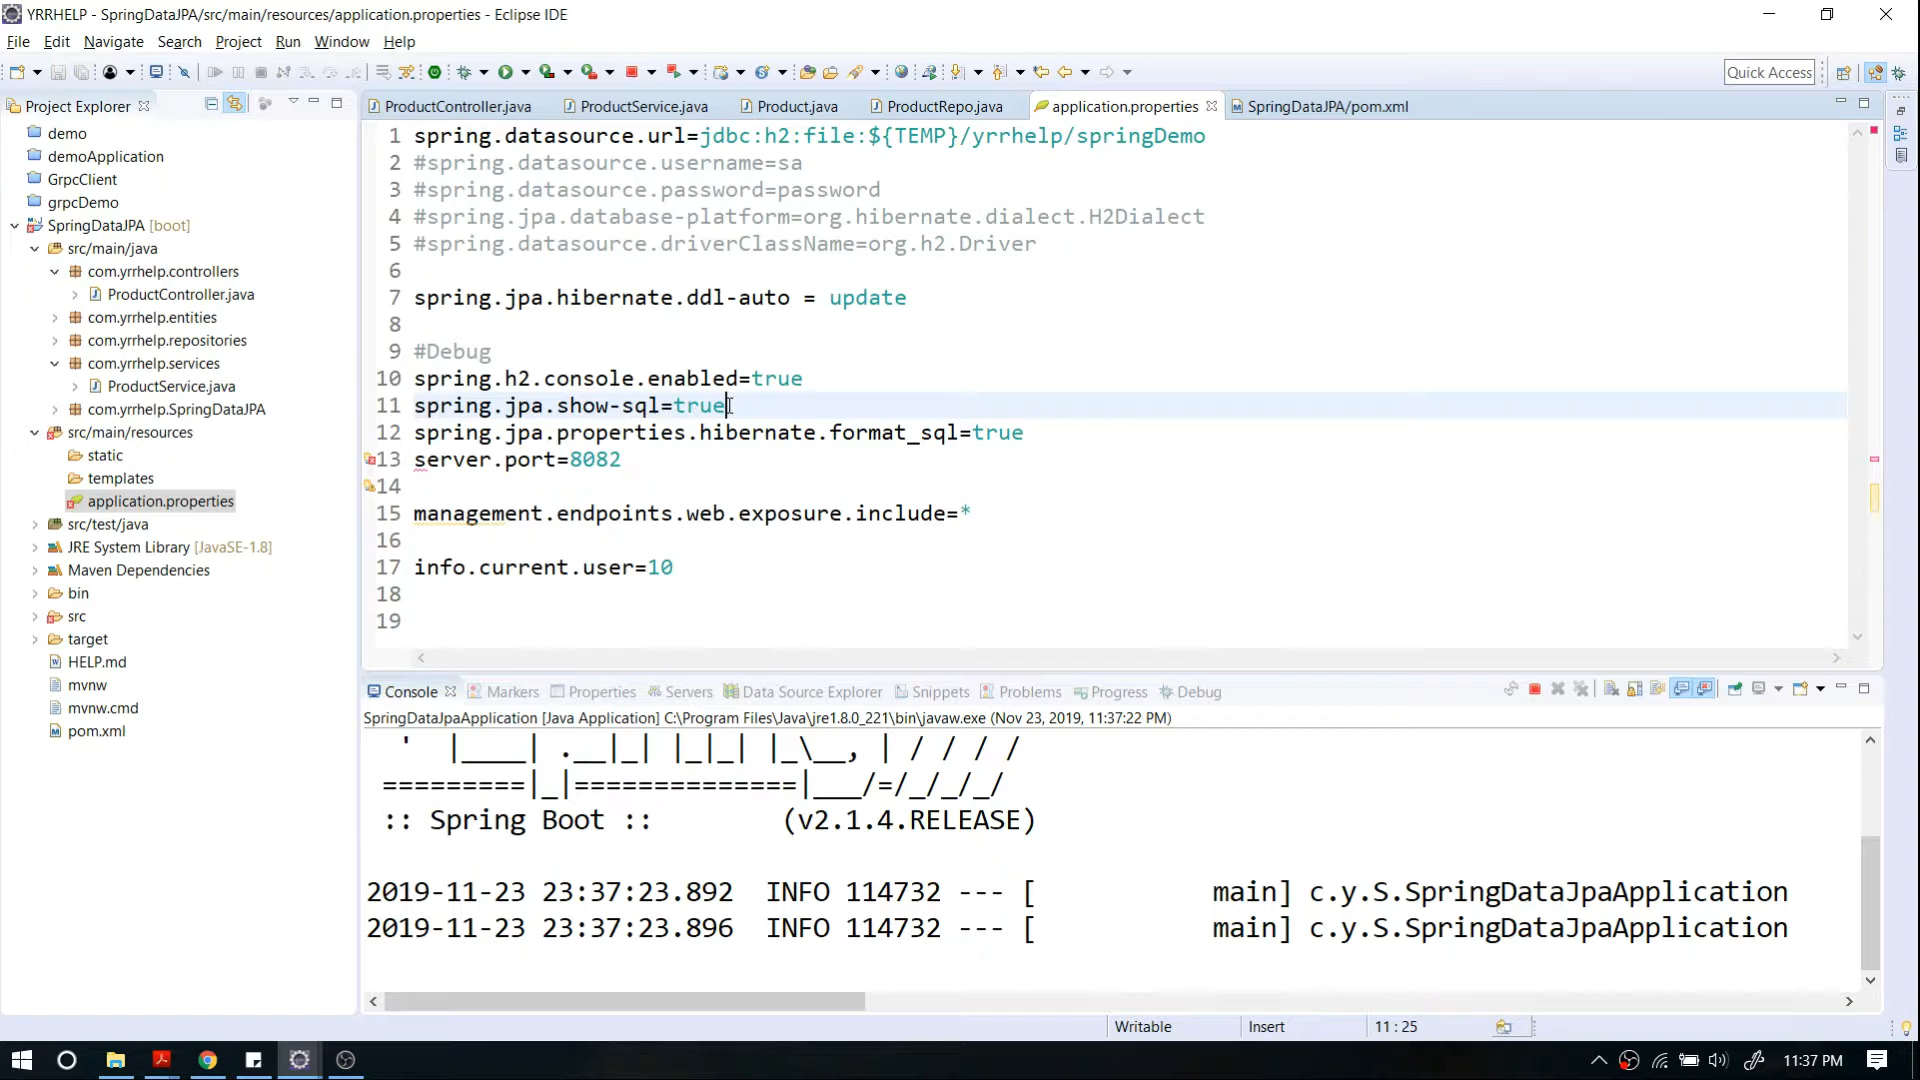 YRRHELP - SpringDataJPA/src/main/resources/application.properties - Eclipse IDE
File Edit Navigate Search Project Run Window Help
Quick Access
Project Explorer
demo
demoApplication
GrpcClient
grpcDemo
SpringDataJPA [boot]
src/main/java
com.yrrhelp.controllers
ProductController.java
com.yrrhelp.entities
com.yrrhelp.repositories
com.yrrhelp.services
ProductService.java
com.yrrhelp.SpringDataJPA
src/main/resources
static
templates
application.properties
src/test/java
JRE System Library [JavaSE-1.8]
Maven Dependencies
bin
src
target
HELP.md
mvnw
mvnw.cmd
pom.xml
ProductController.java ProductService.java Product.java ProductRepo.java application.properties SpringDataJPA/pom.xml
1 spring.datasource.url=jdbc:h2:file:${TEMP}/yrrhelp/springDemo
2 #spring.datasource.username=sa
3 #spring.datasource.password=password
4 #spring.jpa.database-platform=org.hibernate.dialect.H2Dialect
5 #spring.datasource.driverClassName=org.h2.Driver
6
7 spring.jpa.hibernate.ddl-auto = update
8
9 #Debug
10 spring.h2.console.enabled=true
11 spring.jpa.show-sql=true
12 spring.jpa.properties.hibernate.format_sql=true
13 server.port=8082
14
15 management.endpoints.web.exposure.include=*
16
17 info.current.user=10
18
19
Console Markers Properties Servers Data Source Explorer Snippets Problems Progress Debug
SpringDataJpaApplication [Java Application] C:\Program Files\Java\jre1.8.0_221\bin\javaw.exe (Nov 23, 2019, 11:37:22 PM)
' |____| .__|_| |_|_| |_\__, | / / / /
=========|_|==============|___/=/_/_/_/
:: Spring Boot :: (v2.1.4.RELEASE)
2019-11-23 23:37:23.892 INFO 114732 --- [ main] c.y.S.SpringDataJpaApplication
2019-11-23 23:37:23.896 INFO 114732 --- [ main] c.y.S.SpringDataJpaApplication
Writable Insert 11 : 25
11:37 PM